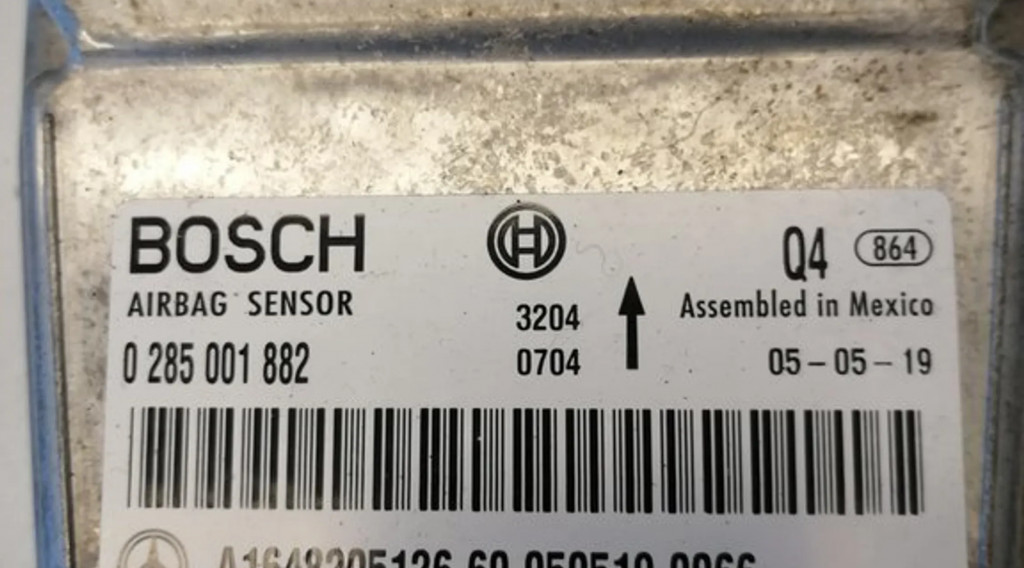 BOSCH
Q4 864
AIRBAG SENSOR
3204
Assembled in Mexico
0 285 001 882
0704
05-05-19